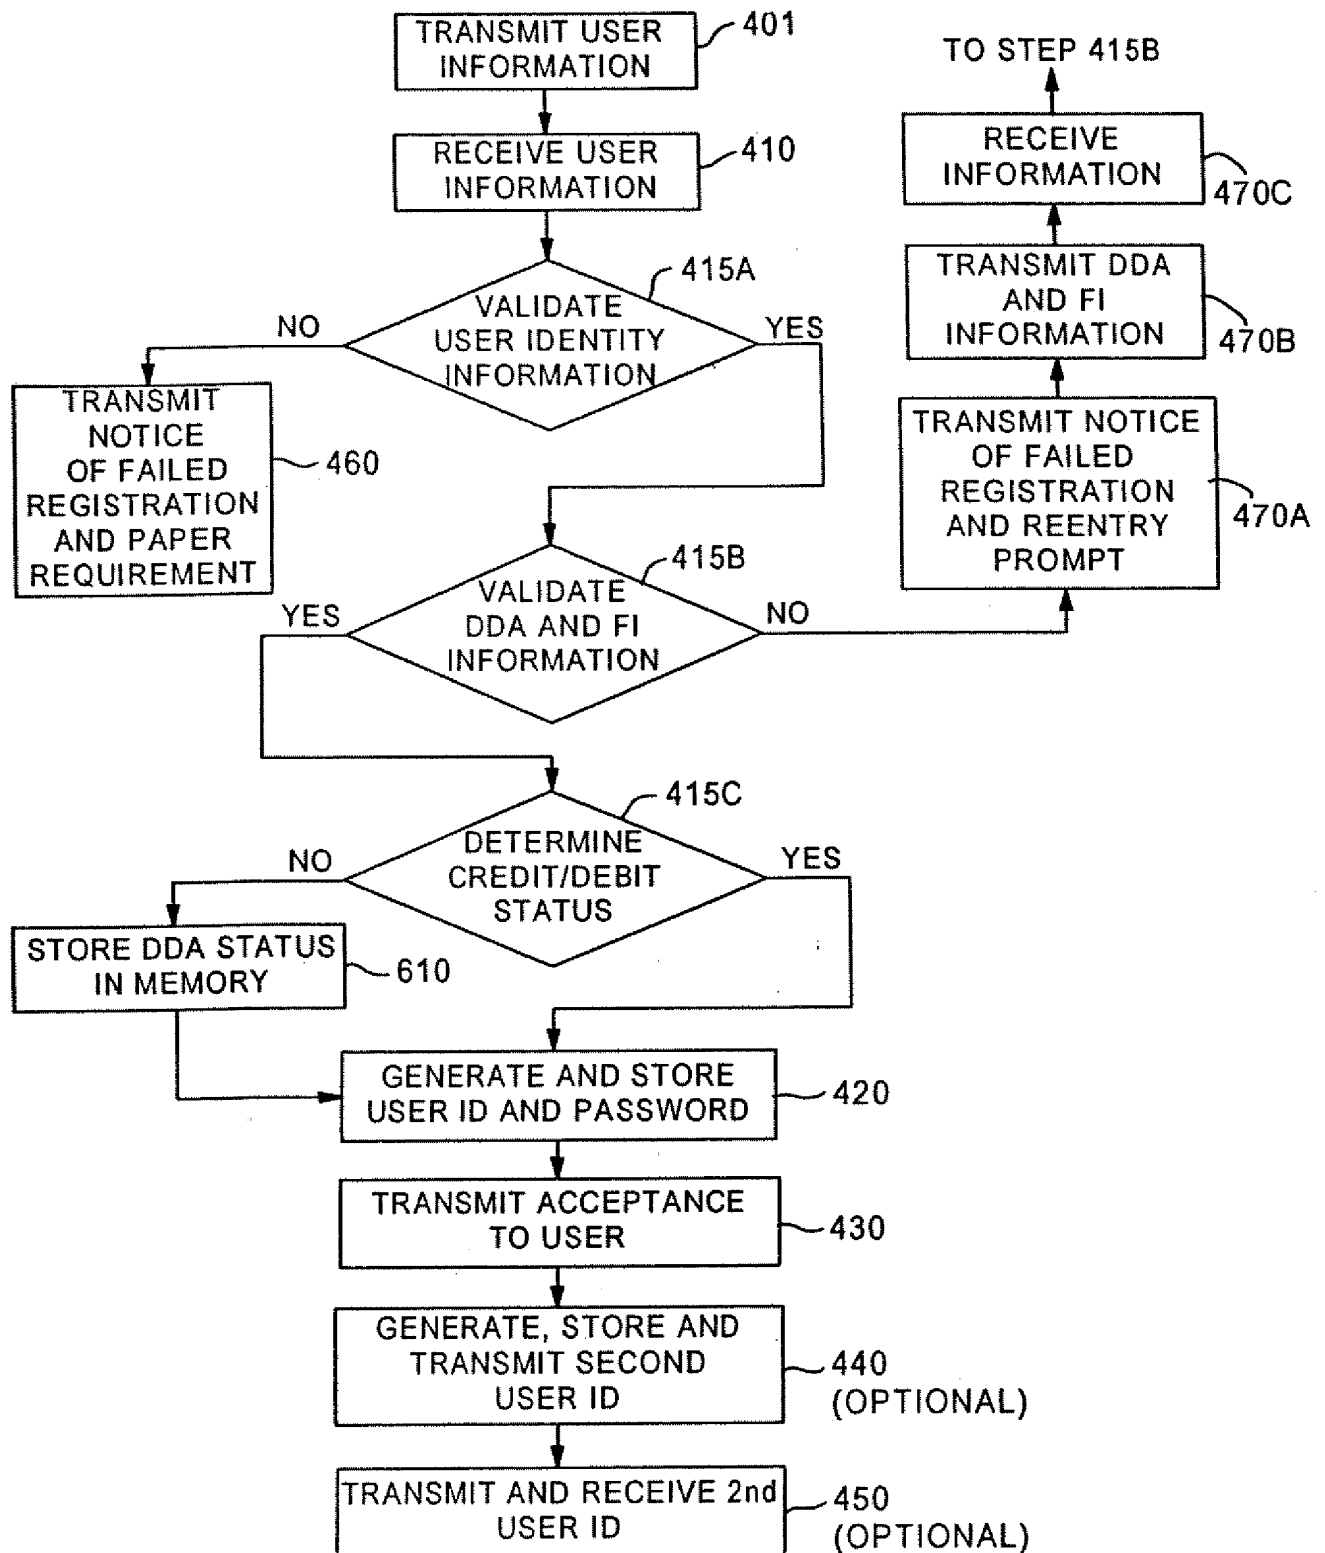 TRANSMIT USER
INFORMATION
401
RECEIVE USER
INFORMATION
410
VALIDATE
USER IDENTITY
INFORMATION
415A
NO
YES
TRANSMIT
NOTICE
OF FAILED
REGISTRATION
AND PAPER
REQUIREMENT
460
VALIDATE
DDA AND FI
INFORMATION
415B
YES
NO
TRANSMIT NOTICE
OF FAILED
REGISTRATION
AND REENTRY
PROMPT
470A
TRANSMIT DDA
AND FI
INFORMATION
470B
RECEIVE
INFORMATION
470C
TO STEP 415B
DETERMINE
CREDIT/DEBIT
STATUS
415C
NO
YES
STORE DDA STATUS
IN MEMORY
610
GENERATE AND STORE
USER ID AND PASSWORD
420
TRANSMIT ACCEPTANCE
TO USER
430
GENERATE, STORE AND
TRANSMIT SECOND
USER ID
440
(OPTIONAL)
TRANSMIT AND RECEIVE 2nd
USER ID
450
(OPTIONAL)